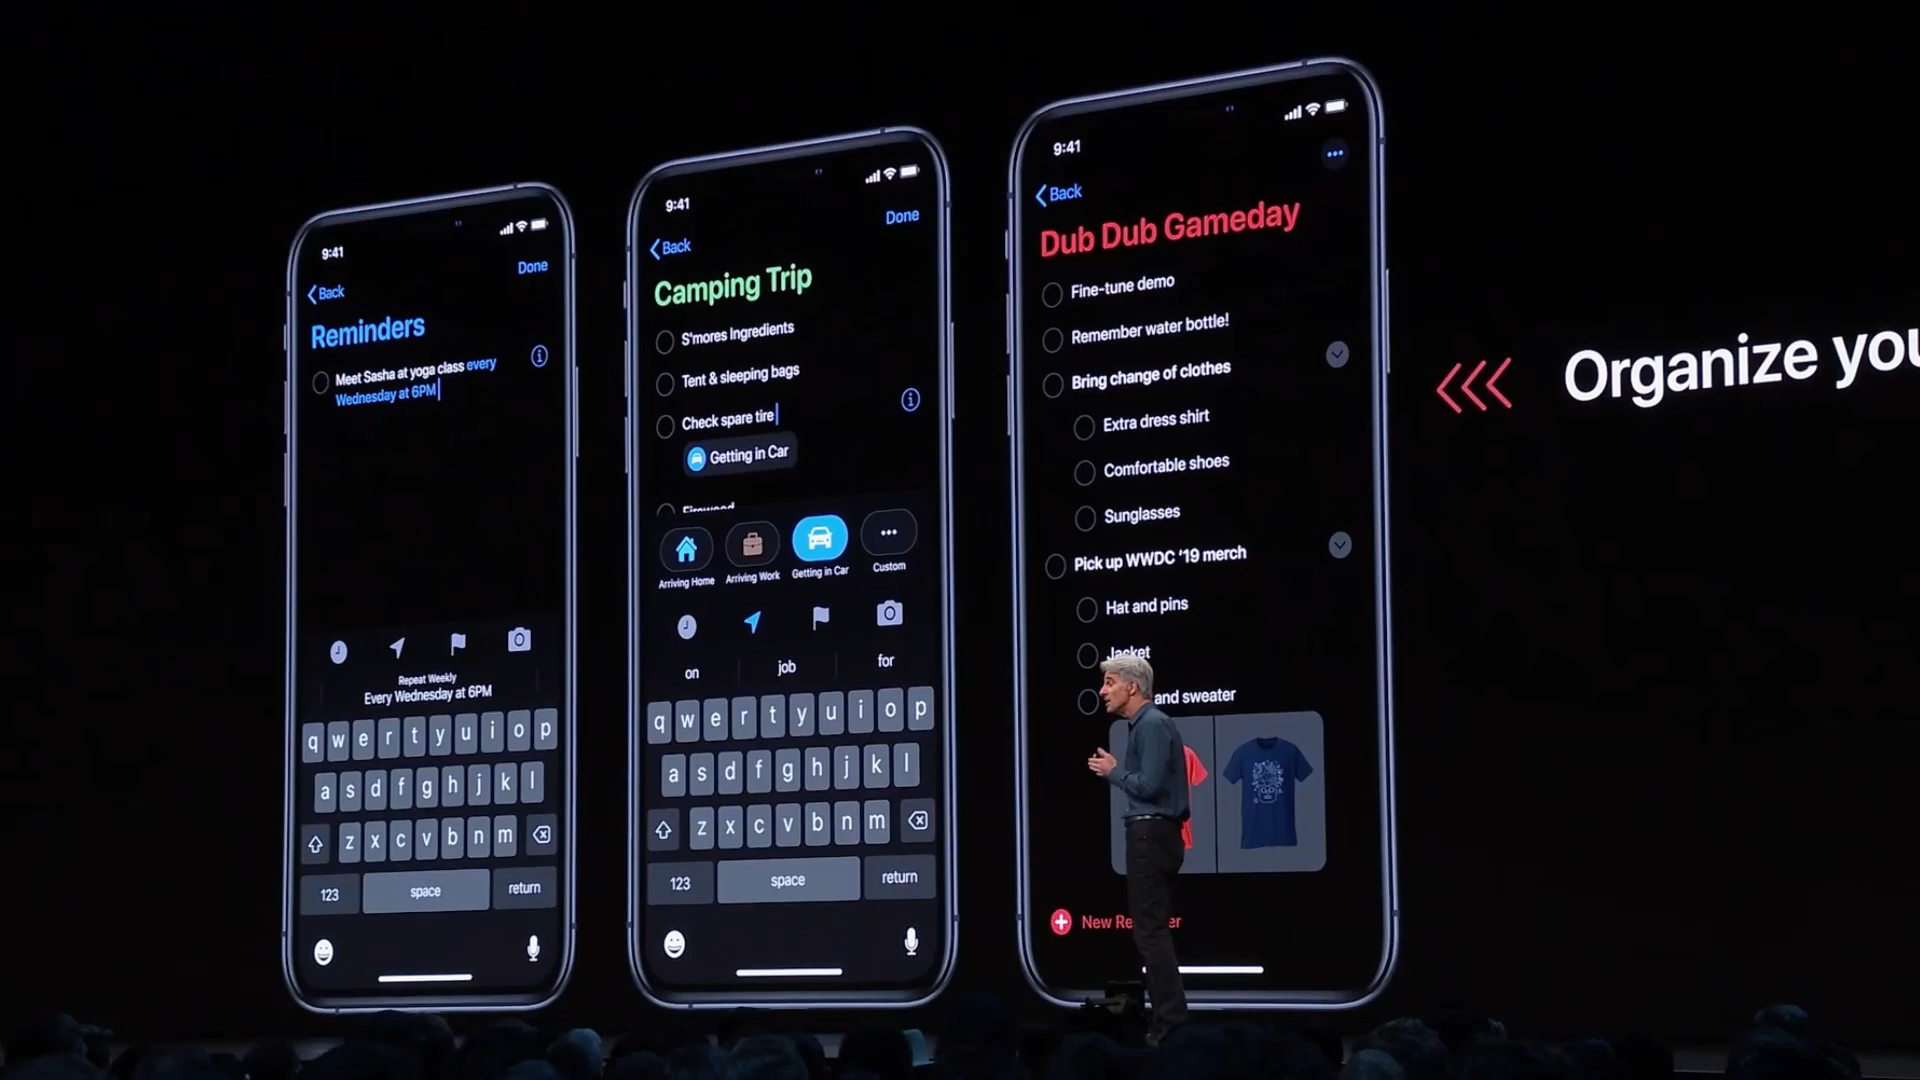 9:41
Done
Back
Reminders
Meet Sasha at yoga class every
Wednesday at 6PM
Repeat Weekly
Every Wednesday at 6PM
q w e r t y u i o p
a s d f g h j k l
z x c v b n m
123 space return
9:41
Done
Back
Camping Trip
S'mores Ingredients
Tent & sleeping bags
Check spare tire
Getting in Car
Firewood
Arriving Home Arriving Work Getting in Car Custom
on job for
q w e r t y u i o p
a s d f g h j k l
z x c v b n m
123 space return
9:41
Back
Dub Dub Gameday
Fine-tune demo
Remember water bottle!
Bring change of clothes
Extra dress shirt
Comfortable shoes
Sunglasses
Pick up WWDC '19 merch
Hat and pins
Jacket
and sweater
New
Organize